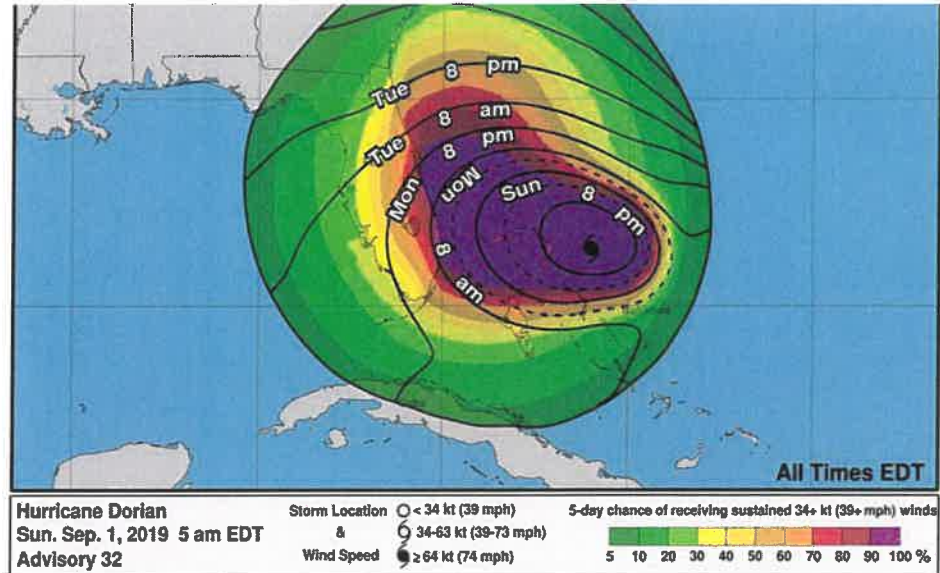 Tue 8 pm
Tue 8 am
Mon 8 pm
Mon 8 am
Sun 8 pm
All Times EDT
Hurricane Dorian
Sun. Sep. 1, 2019 5 am EDT
Advisory 32
Storm Location
&
Wind Speed
< 34 kt (39 mph)
34-63 kt (39-73 mph)
≥ 64 kt (74 mph)
5-day chance of receiving sustained 34+ kt (39+ mph) winds
5 10 20 30 40 50 60 70 80 90 100 %